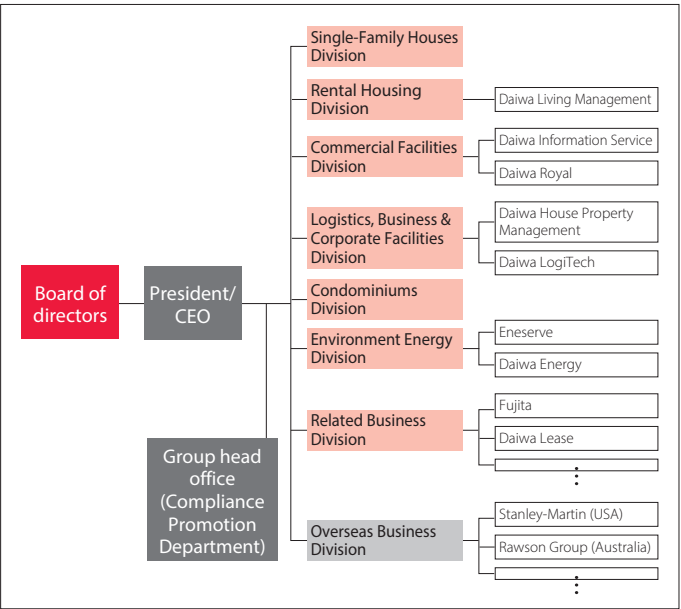 Single-Family Houses
Division
Rental Housing
Division
Daiwa Living Management
Commercial Facilities
Division
Daiwa Information Service
Daiwa Royal
Logistics, Business &
Corporate Facilities
Division
Daiwa House Property
Management
Daiwa LogiTech
Board of
directors
President/
CEO
Condominiums
Division
Environment Energy
Division
Eneserve
Daiwa Energy
Related Business
Division
Fujita
Daiwa Lease
Group head
office
(Compliance
Promotion
Department)
Overseas Business
Division
Stanley-Martin (USA)
Rawson Group (Australia)